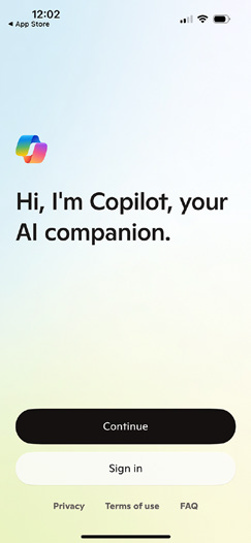 12:02
◀ App Store
Hi, I'm Copilot, your
AI companion.
Continue
Sign in
Privacy Terms of use FAQ